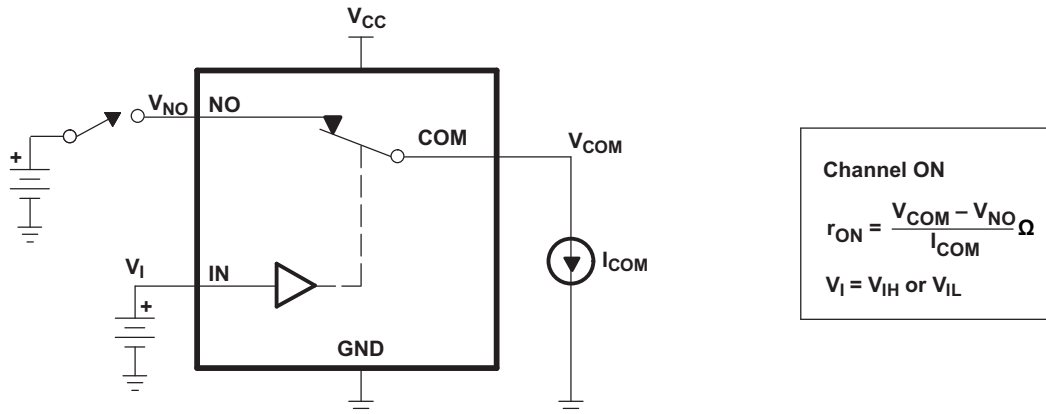 VCC
VNO
NO
COM
VCOM
+
VI
IN
+
ICOM
GND
Channel ON
rON = VCOM – VNO / ICOM Ω
VI = VIH or VIL